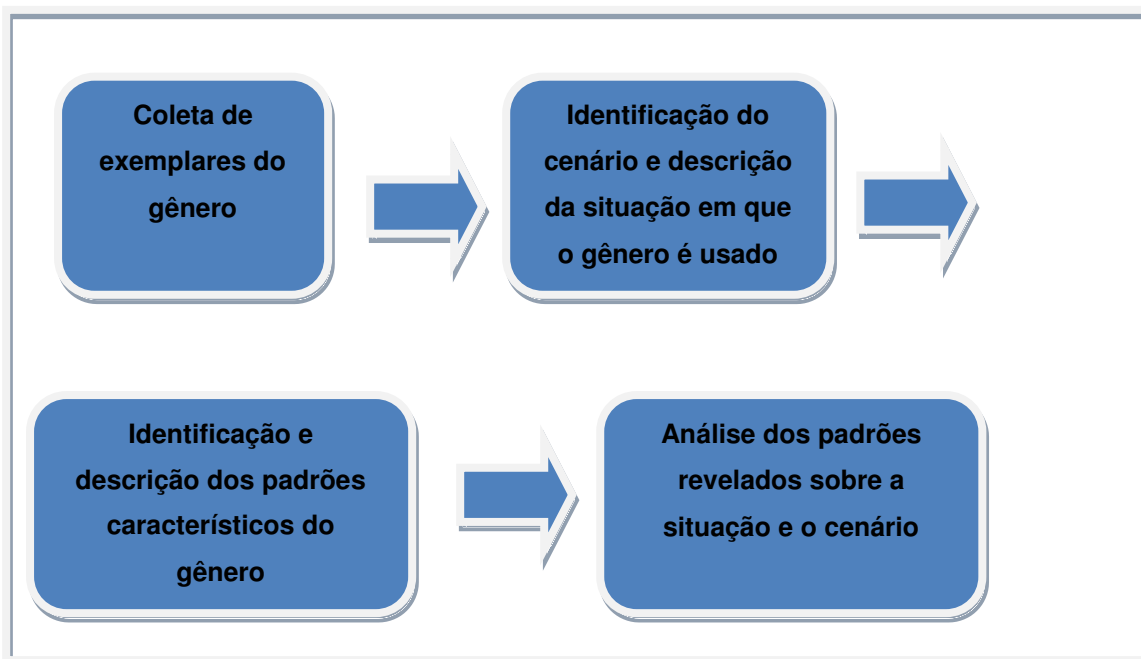 Coleta de
exemplares do
gênero
Identificação do
cenário e descrição
da situação em que
o gênero é usado
Identificação e
descrição dos padrões
característicos do
gênero
Análise dos padrões
revelados sobre a
situação e o cenário